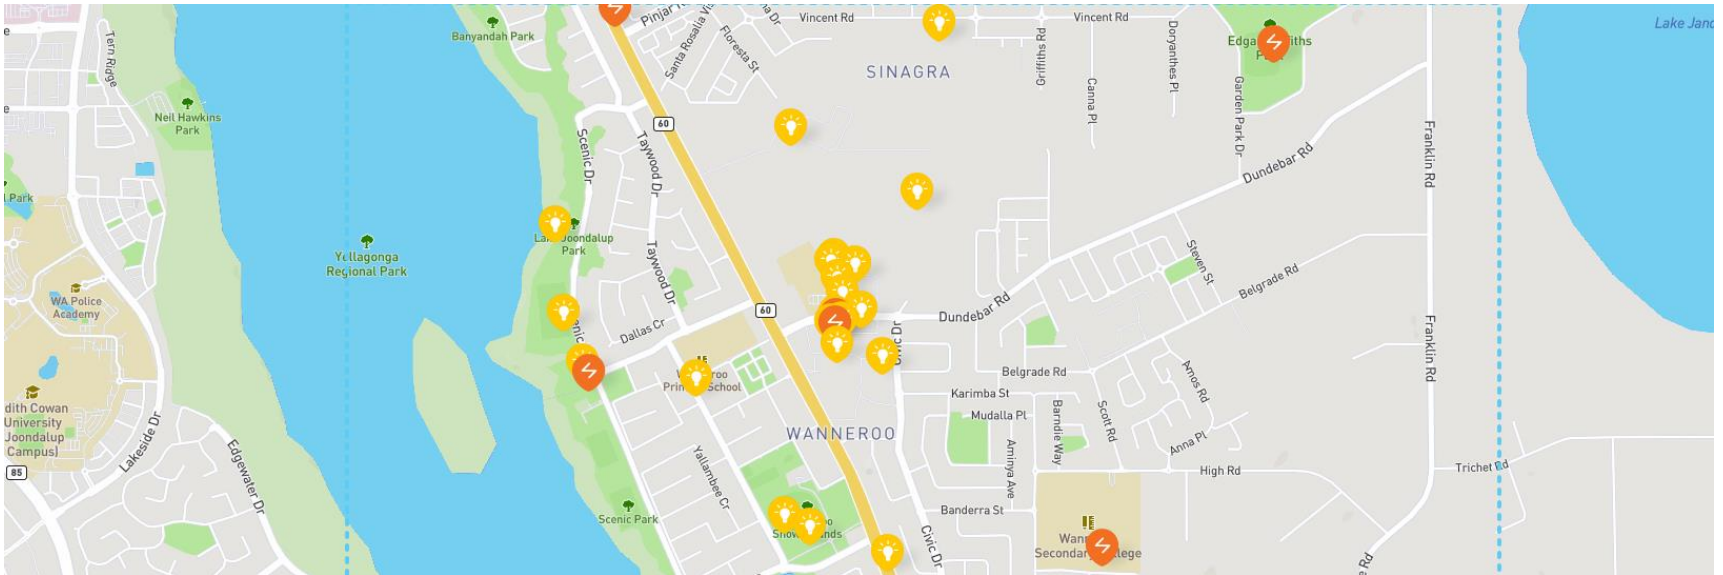 Pinjar
Vincent Rd
Vincent Rd
Lake
Banyandah Park
Tern Ridge
Santa Rosalia
Floresta St
Dr
Griffiths Rd
Doryanthes Pl
SINAGRA
Canna Pl
Garden Park Dr
Neil Hawkins
Park
60
Scenic Dr
Taywood Dr
Franklin Rd
Dundebar Rd
Park
Park
Yellagonga
Regional Park
Taywood Dr
Steven St
Belgrade Rd
WA Police
Academy
60
Dallas Cr
Dundebar Rd
Franklin Rd
School
Belgrade Rd
Amos Rd
Karimba St
Mudalla Pl
Cowan
University
Joondalup
Campus)
Lakeside Dr
Edgewater Dr
WANNEROO
Barndie Way
Scott Rd
Anna Pl
Aminya Ave
85
High Rd
Trichet Rd
Yallambee Cr
Scenic Park
Banderra St
Civic Dr
Secondary
Rd